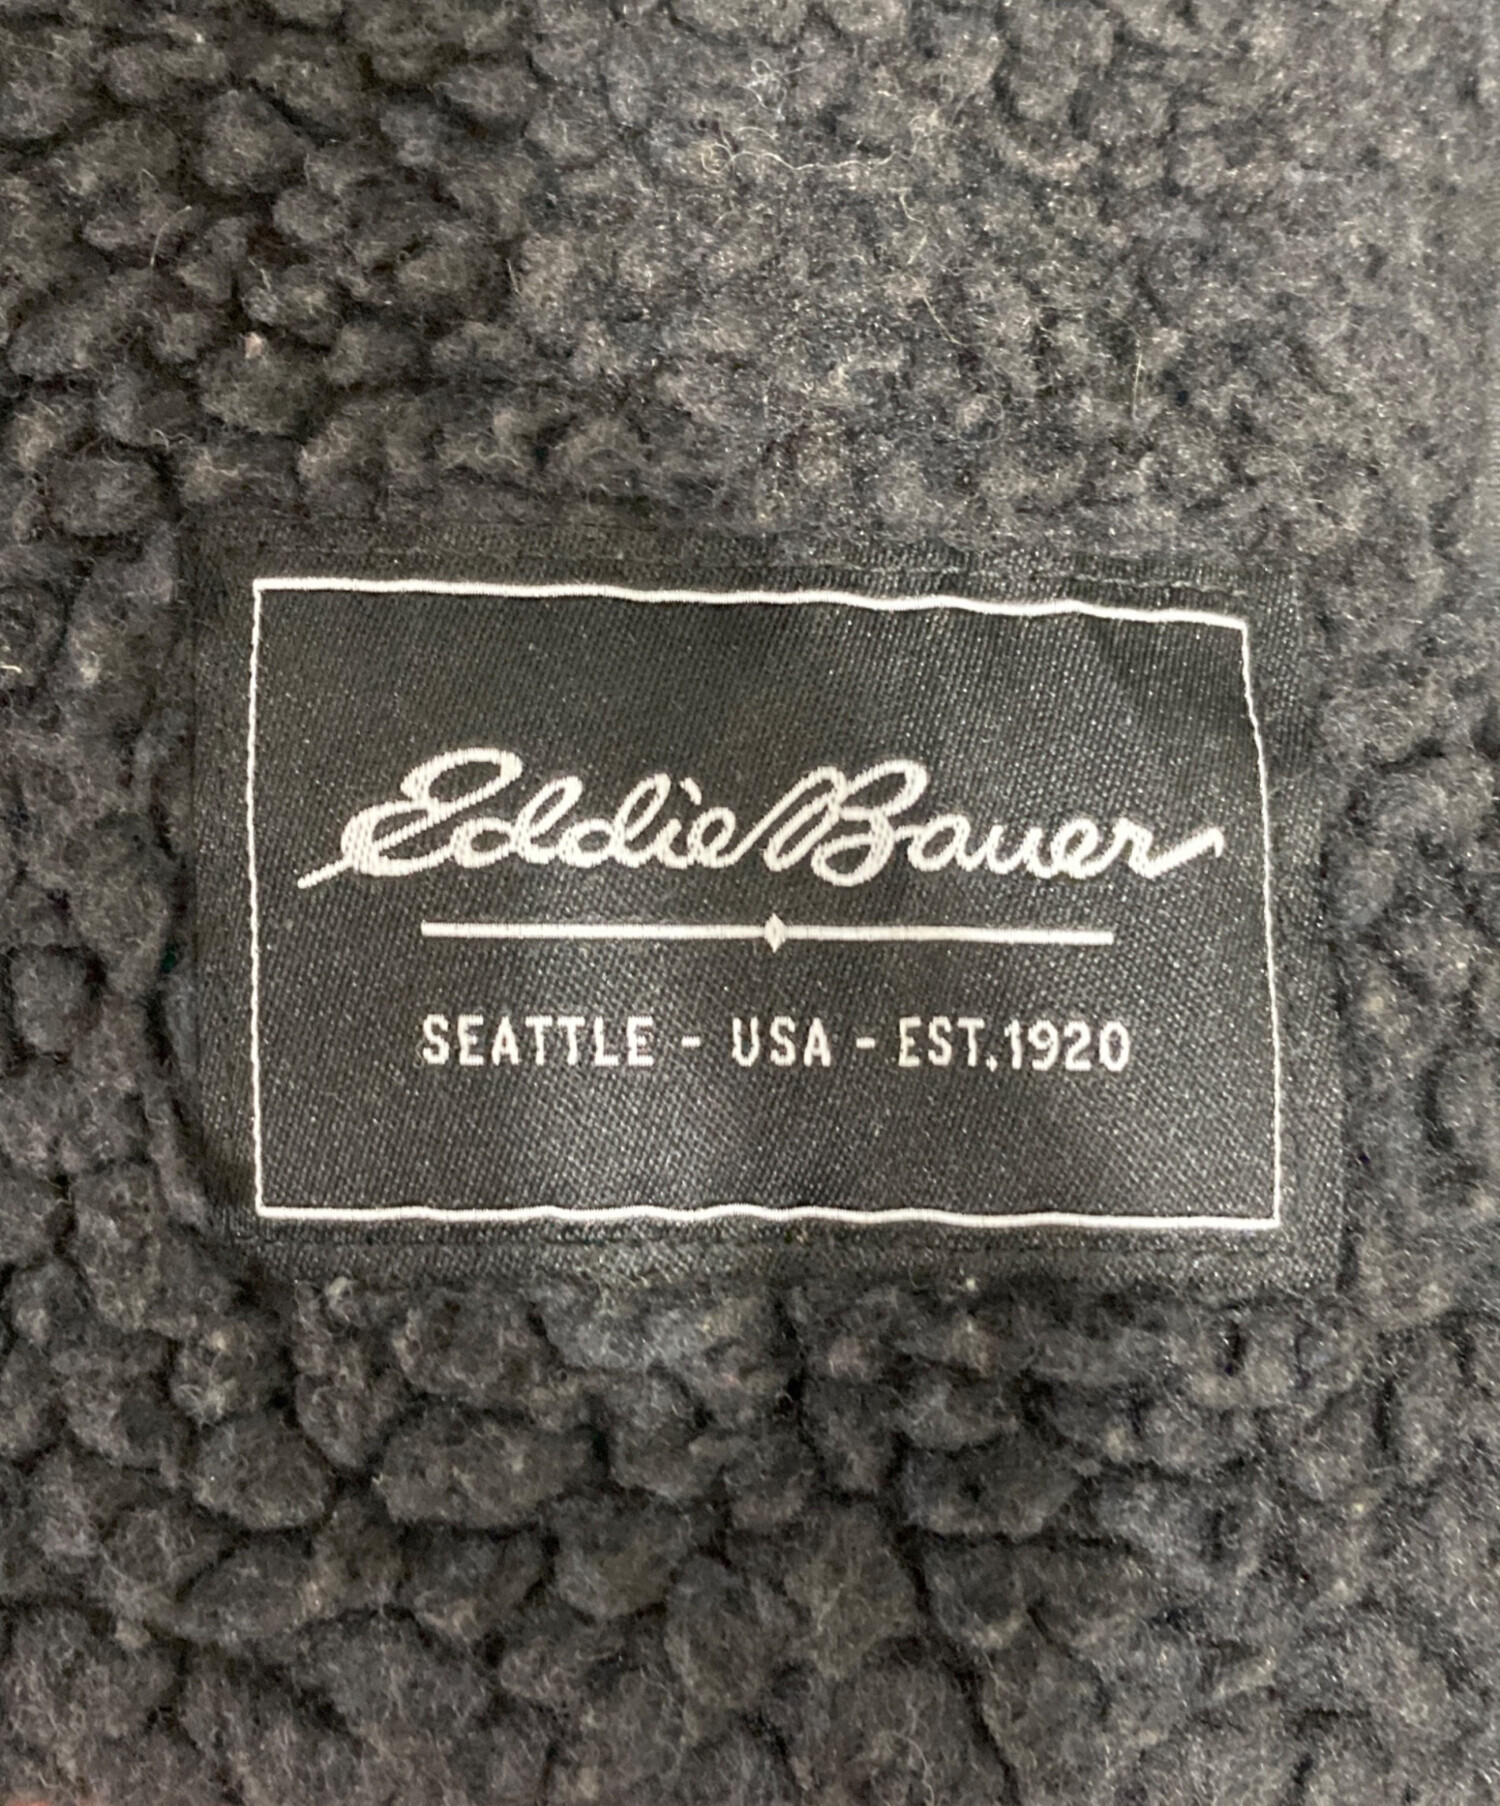 Eddie Bauer
SEATTLE - USA - EST.1920